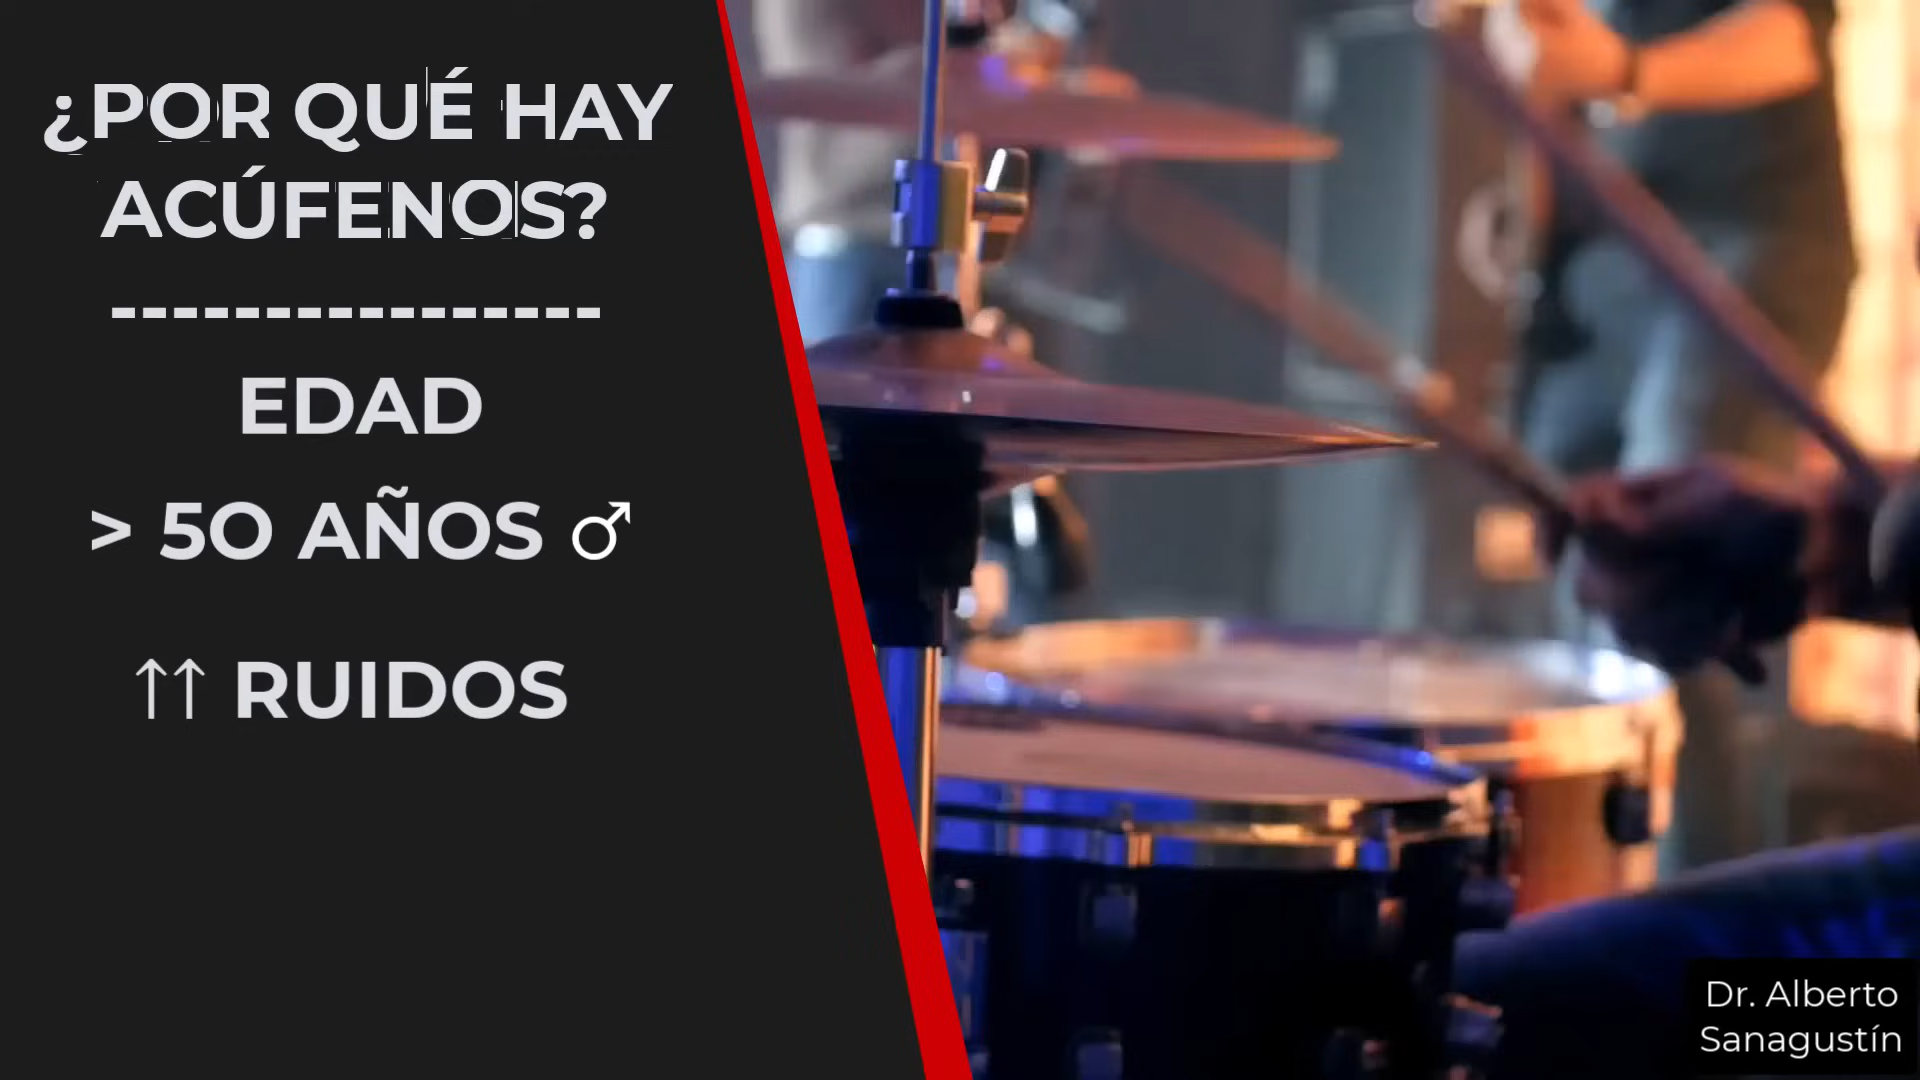 ¿POR QUÉ HAY
ACÚFENOS?
----------------
EDAD
> 50 AÑOS ♂
↑↑ RUIDOS
Dr. Alberto
Sanagustín